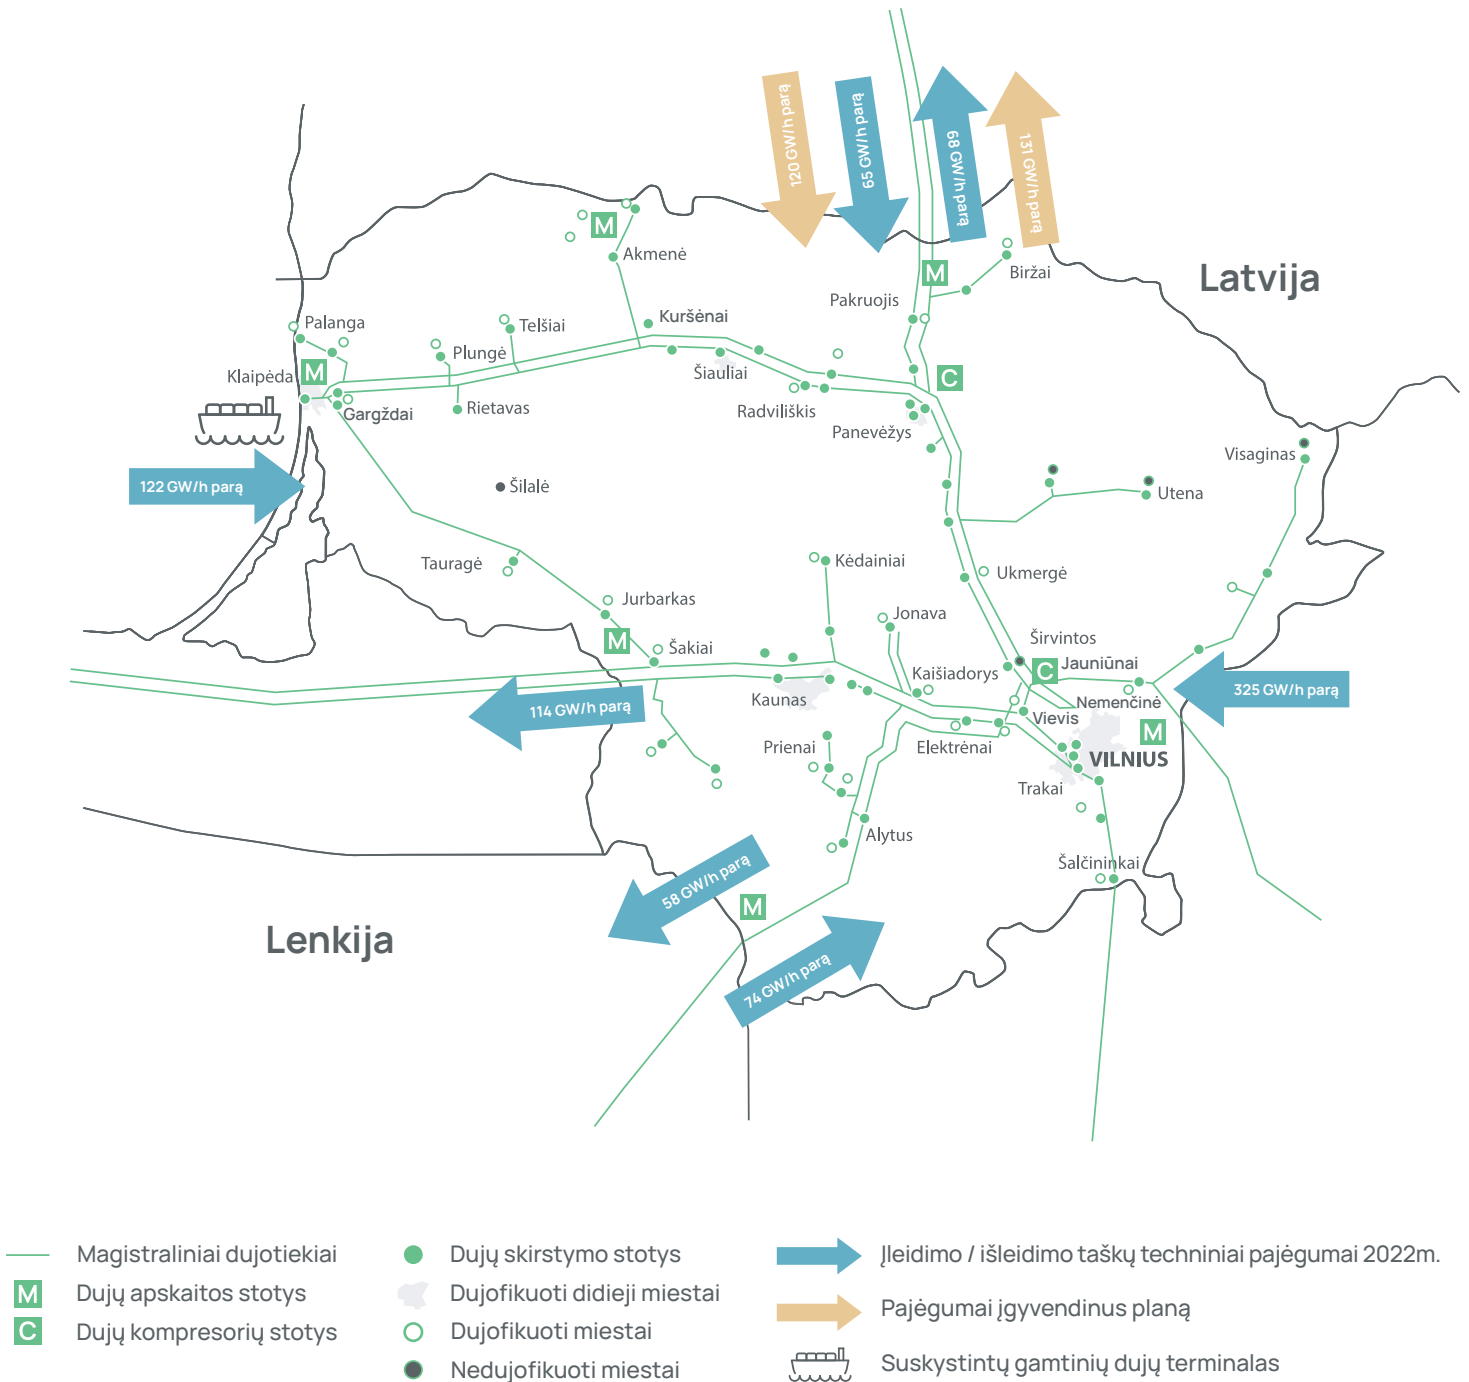 120 GW/h parą
65 GW/h parą
68 GW/h parą
131 GW/h parą
M
Akmenė
M
Biržai
Latvija
Pakruojis
Palanga
Telšiai
Kuršėnai
Plungė
Klaipėda
M
Šiauliai
C
Gargždai
Rietavas
Radviliškis
Panevėžys
Visaginas
122 GW/h parą
Šilalė
Utena
Tauragė
Kėdainiai
Ukmergė
Jurbarkas
Jonava
M
Šakiai
Širvintos
Kaišiadorys
C
Jauniūnai
325 GW/h parą
Kaunas
Nemenčinė
114 GW/h parą
Vievis
M
Prienai
Elektrėnai
VILNIUS
Trakai
Alytus
Šalčininkai
58 GW/h parą
M
Lenkija
74 GW/h parą
Magistraliniai dujotiekiai
M Dujų apskaitos stotys
C Dujų kompresorių stotys
Dujų skirstymo stotys
Dujofikuoti didieji miestai
Dujofikuoti miestai
Nedujofikuoti miestai
Įleidimo / išleidimo taškų techniniai pajėgumai 2022m.
Pajėgumai įgyvendinus planą
Suskystintų gamtinių dujų terminalas